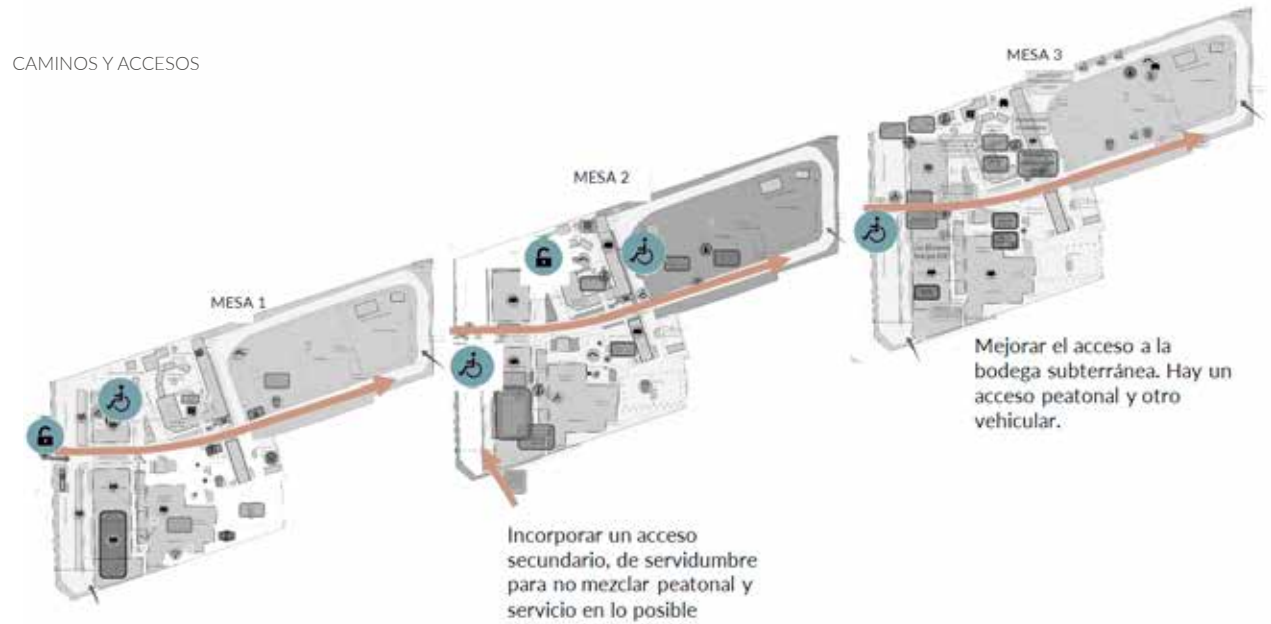 CAMINOS Y ACCESOS
MESA 1
MESA 2
MESA 3
Incorporar un acceso
secundario, de servidumbre
para no mezclar peatonal y
servicio en lo posible
Mejorar el acceso a la
bodega subterránea. Hay un
acceso peatonal y otro
vehicular.